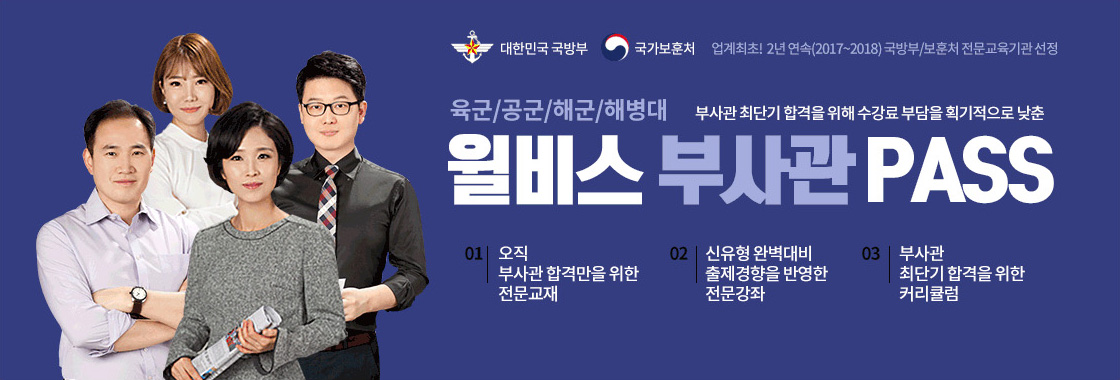 대한민국 국방부 국가보훈처 업계최초! 2년 연속(2017~2018) 국방부/보훈처 전문교육기관 선정
육군/공군/해군/해병대 부사관 최단기 합격을 위해 수강료 부담을 획기적으로 낮춘
윌비스 부사관 PASS
01 오직
부사관 합격만을 위한
전문교재
02 신유형 완벽대비
출제경향을 반영한
전문강좌
03 부사관
최단기 합격을 위한
커리큘럼